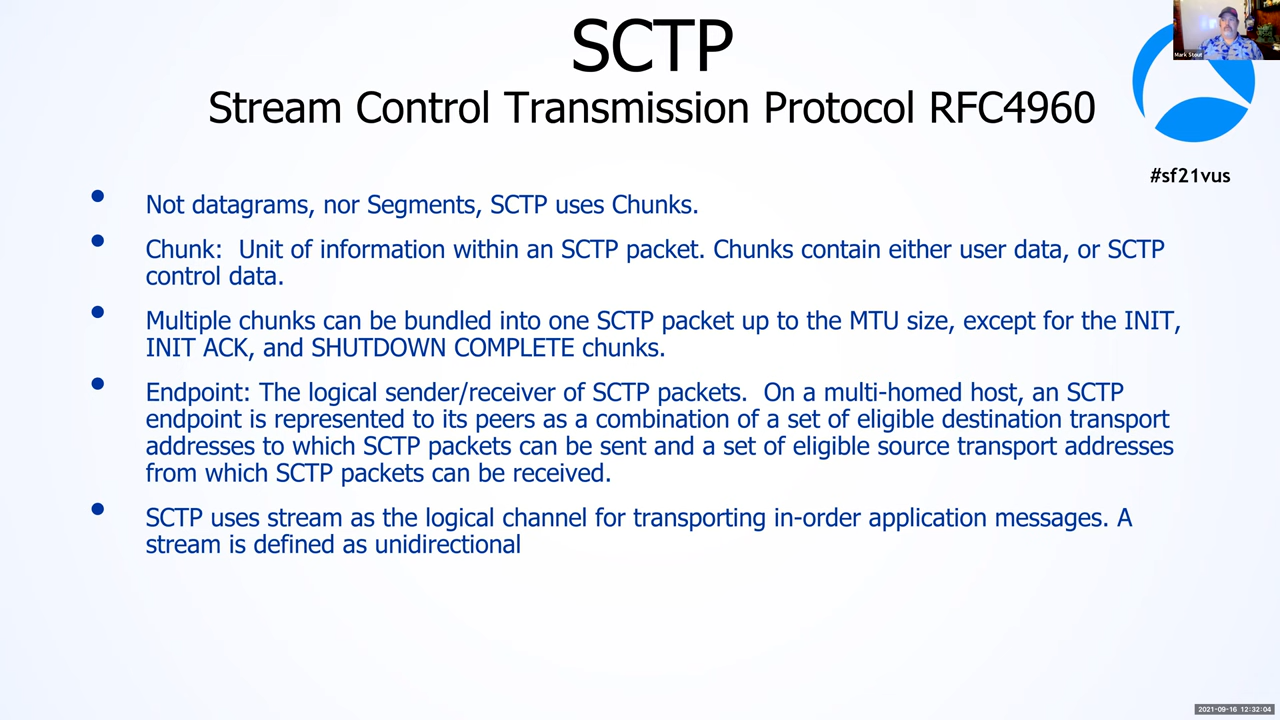 SCTP
Stream Control Transmission Protocol RFC4960
Mark Stout
#sf21vus
• Not datagrams, nor Segments, SCTP uses Chunks.
• Chunk:  Unit of information within an SCTP packet. Chunks contain either user data, or SCTP
control data.
• Multiple chunks can be bundled into one SCTP packet up to the MTU size, except for the INIT,
INIT ACK, and SHUTDOWN COMPLETE chunks.
• Endpoint: The logical sender/receiver of SCTP packets.  On a multi-homed host, an SCTP
endpoint is represented to its peers as a combination of a set of eligible destination transport
addresses to which SCTP packets can be sent and a set of eligible source transport addresses
from which SCTP packets can be received.
• SCTP uses stream as the logical channel for transporting in-order application messages. A
stream is defined as unidirectional
2021-09-16 12:32:04